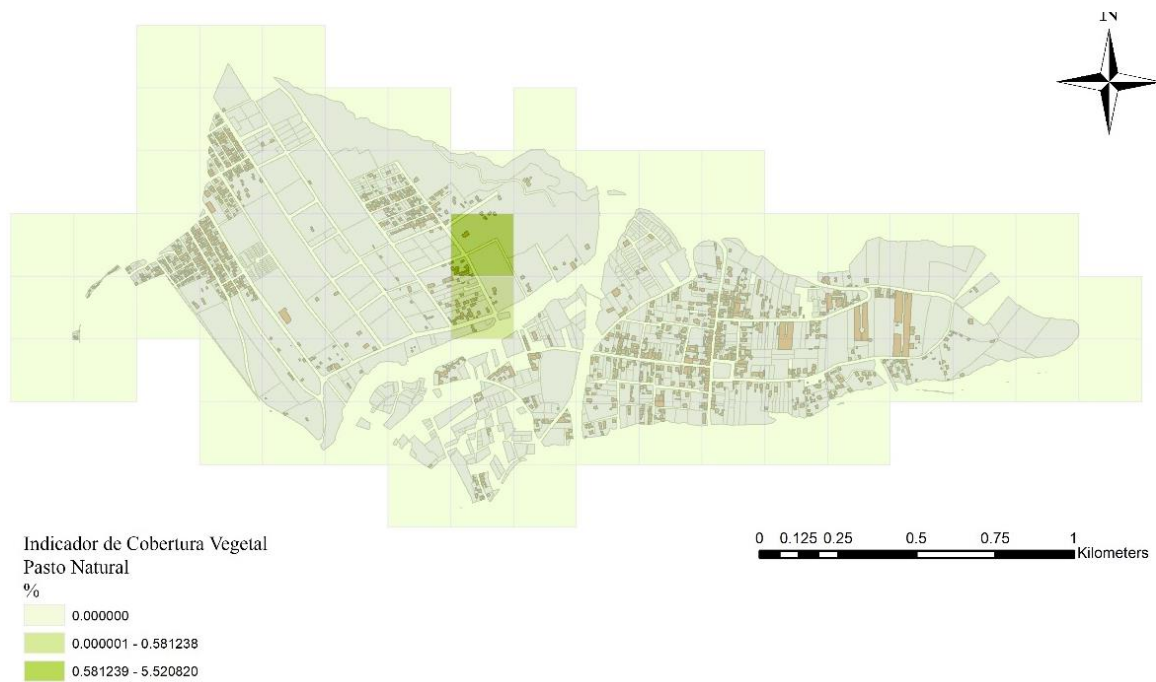 N
Indicador de Cobertura Vegetal
Pasto Natural
%
0.000000
0.000001 - 0.581238
0.581239 - 5.520820
0 0.125 0.25 0.5 0.75 1
Kilometers